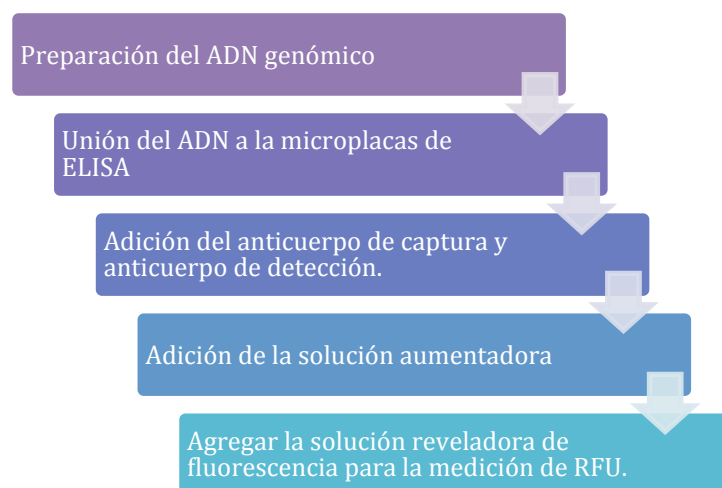 Preparación del ADN genómico
Unión del ADN a la microplacas de
ELISA
Adición del anticuerpo de captura y
anticuerpo de detección.
Adición de la solución aumentadora
Agregar la solución reveladora de
fluorescencia para la medición de RFU.